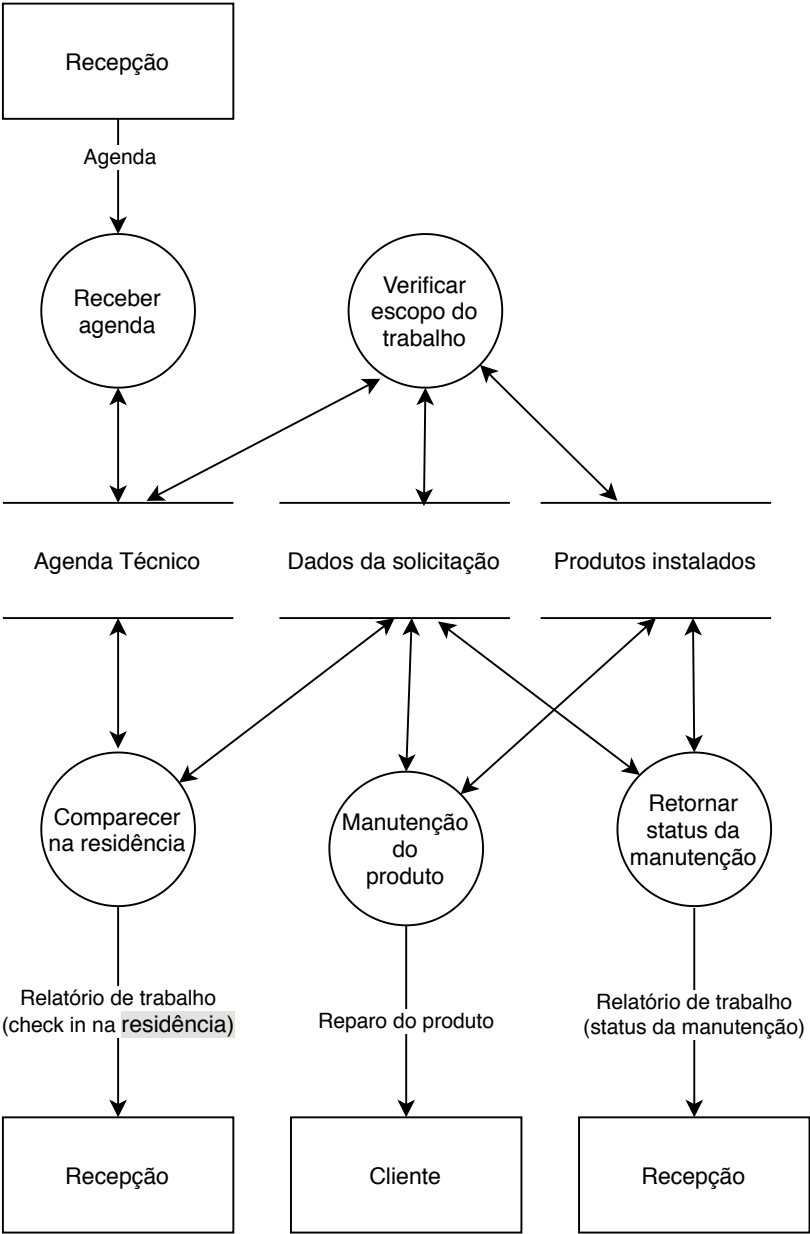 Recepção
Agenda
Receber
agenda
Verificar
escopo do
trabalho
Agenda Técnico
Dados da solicitação
Produtos instalados
Comparecer
na residência
Manutenção
do
produto
Retornar
status da
manutenção
Relatório de trabalho
(check in na residência)
Reparo do produto
Relatório de trabalho
(status da manutenção)
Recepção
Cliente
Recepção